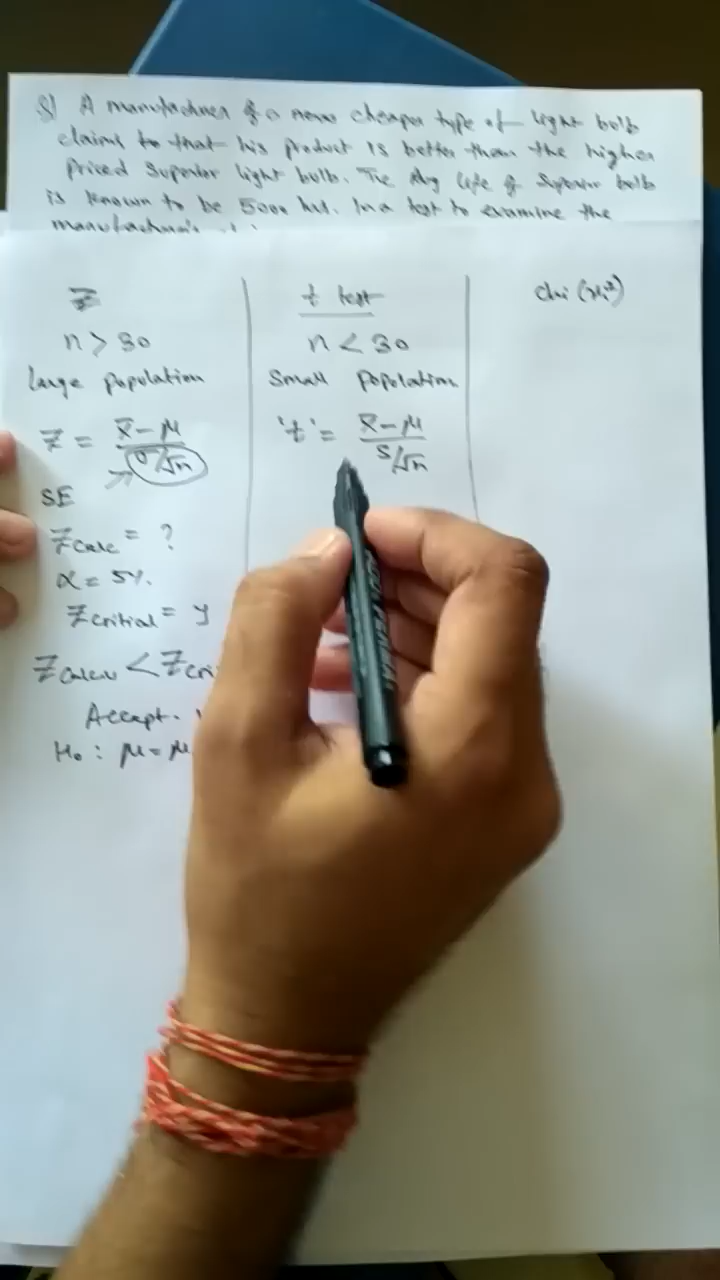 Q) A manufacturer of a new cheaper type of light bulb
claims to that his product is better than the higher
priced superior light bulb. The Avg life of superior bulb
is known to be 5000 hrs. In a test to examine the
manufacturer's
Z
n > 30
Large population
Z = x̄ - μ / σ/√n
SE
Zcalc = ?
α = 5%
Zcritical = y
Zcalcu < Zcri
Accept.
H₀ : μ = μ
t test
n < 30
Small population
't' = x̄ - μ / s/√n
chi (x²)